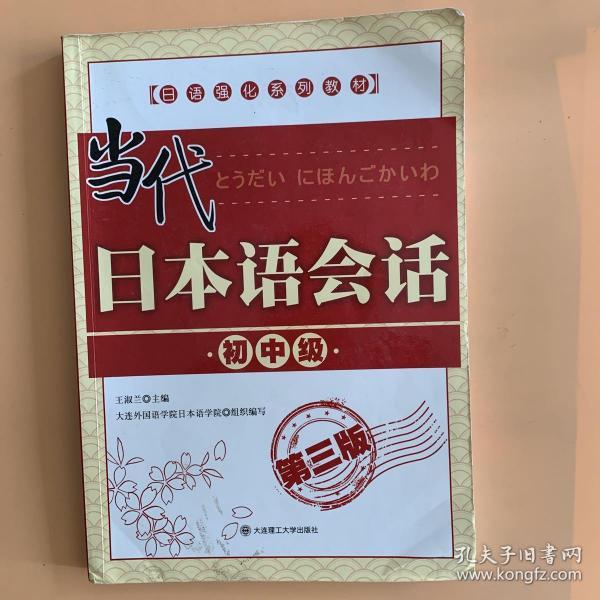 【日语强化系列教材】
当代
とうだい にほんごかいわ
日本语会话
·初中级·
王淑兰◎主编
大连外国语学院日本语学院◎组织编写
第三版
大连理工大学出版社
孔夫子旧书网
www.kongfz.com